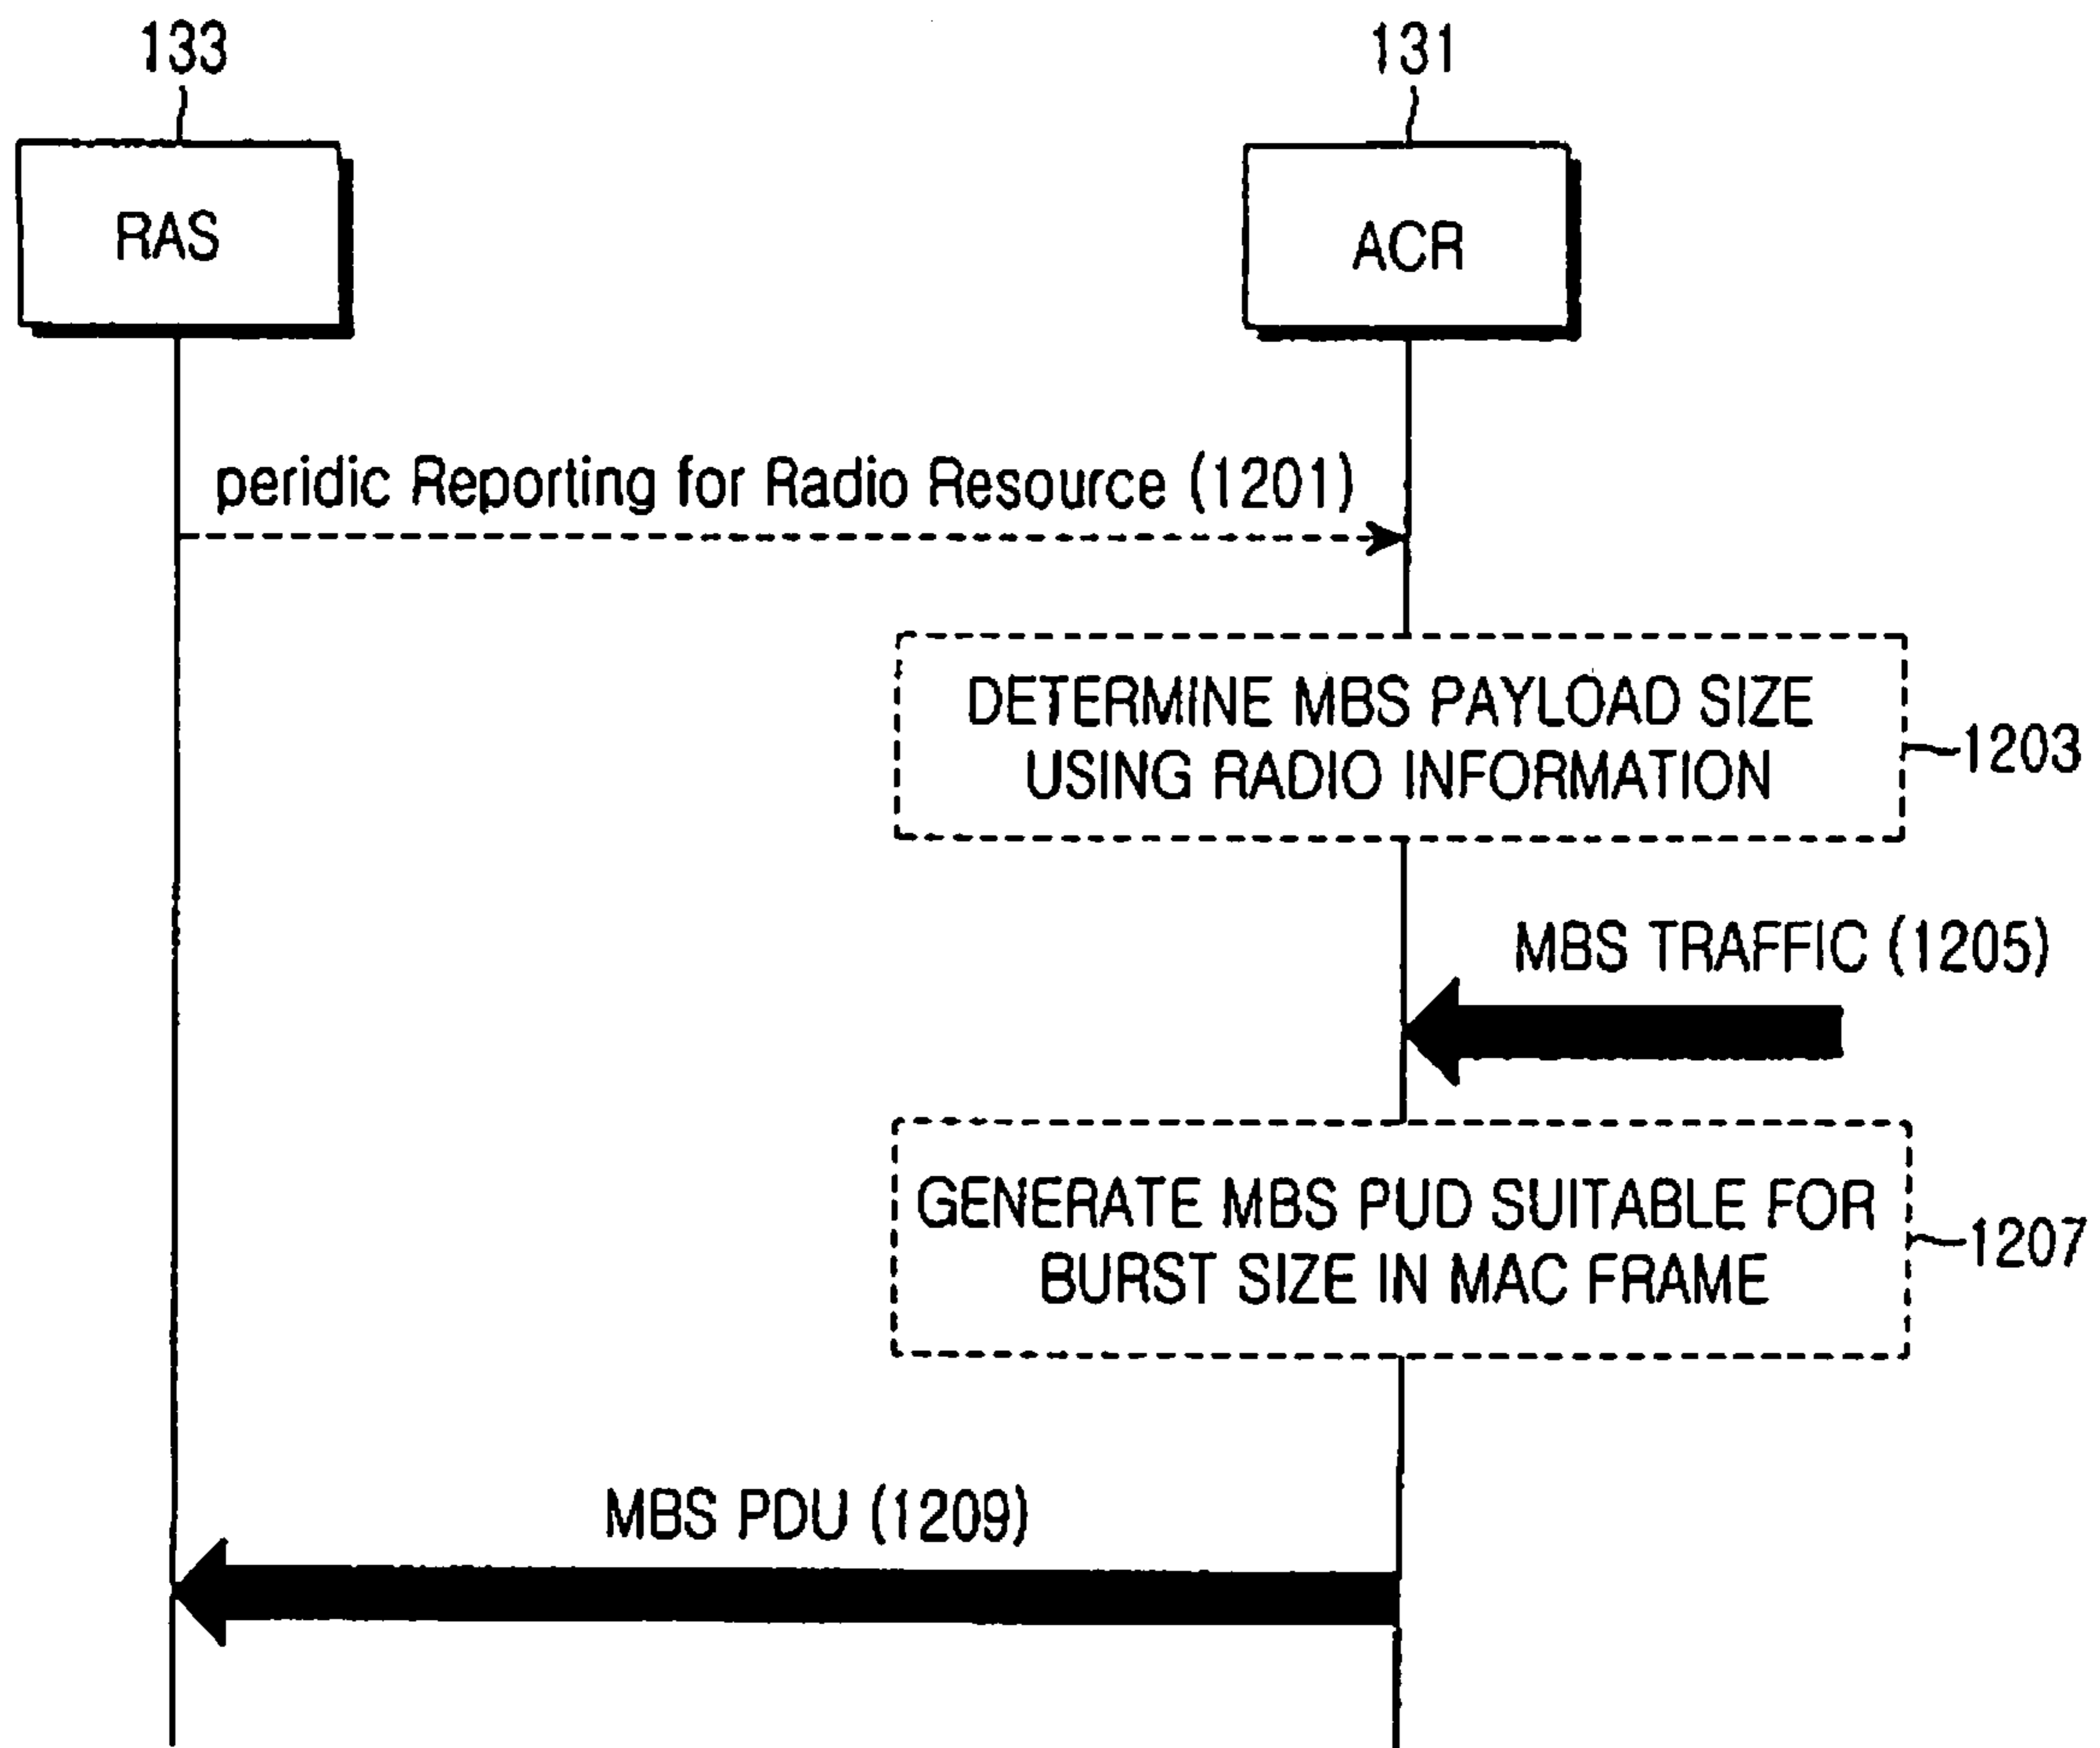 133
131
RAS
ACR
peridic Reporting for Radio Resource (1201)
DETERMINE MBS PAYLOAD SIZE
USING RADIO INFORMATION
1203
MBS TRAFFIC (1205)
GENERATE MBS PUD SUITABLE FOR
BURST SIZE IN MAC FRAME
1207
MBS PDU (1209)